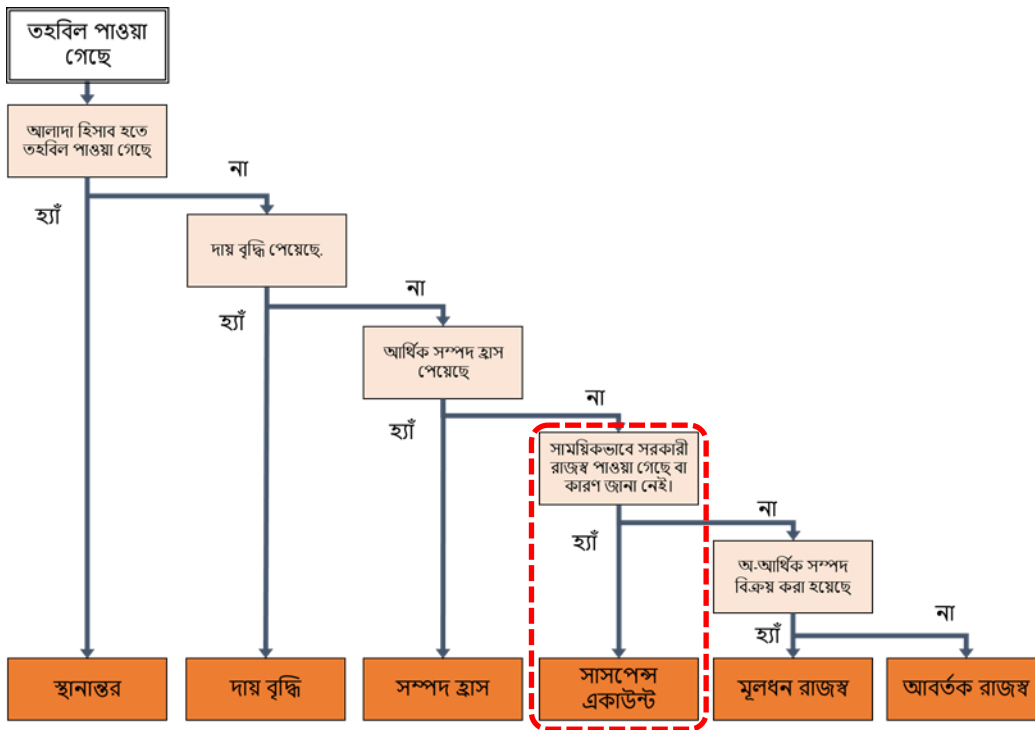 তহবিল পাওয়া
গেছে
আলাদা হিসাব হতে
তহবিল পাওয়া গেছে
না
হ্যাঁ
দায় বৃদ্ধি পেয়েছে.
না
হ্যাঁ
আর্থিক সম্পদ হ্রাস
পেয়েছে
না
হ্যাঁ
সাময়িকভাবে সরকারী
রাজস্ব পাওয়া গেছে বা
কারণ জানা নেই।
না
হ্যাঁ
অ-আর্থিক সম্পদ
বিক্রয় করা হয়েছে
না
হ্যাঁ
স্থানান্তর
দায় বৃদ্ধি
সম্পদ হ্রাস
সাসপেন্স
একাউন্ট
মূলধন রাজস্ব
আবর্তক রাজস্ব